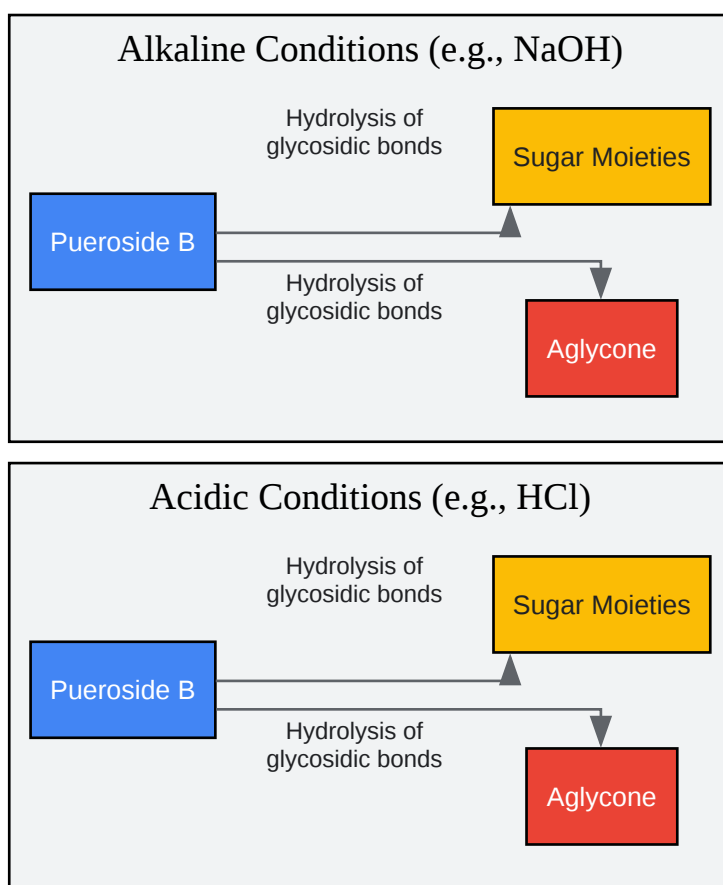 Alkaline Conditions (e.g., NaOH)
Hydrolysis of
glycosidic bonds
Sugar Moieties
Pueroside B
Hydrolysis of
glycosidic bonds
Aglycone
Acidic Conditions (e.g., HCl)
Hydrolysis of
glycosidic bonds
Sugar Moieties
Pueroside B
Hydrolysis of
glycosidic bonds
Aglycone